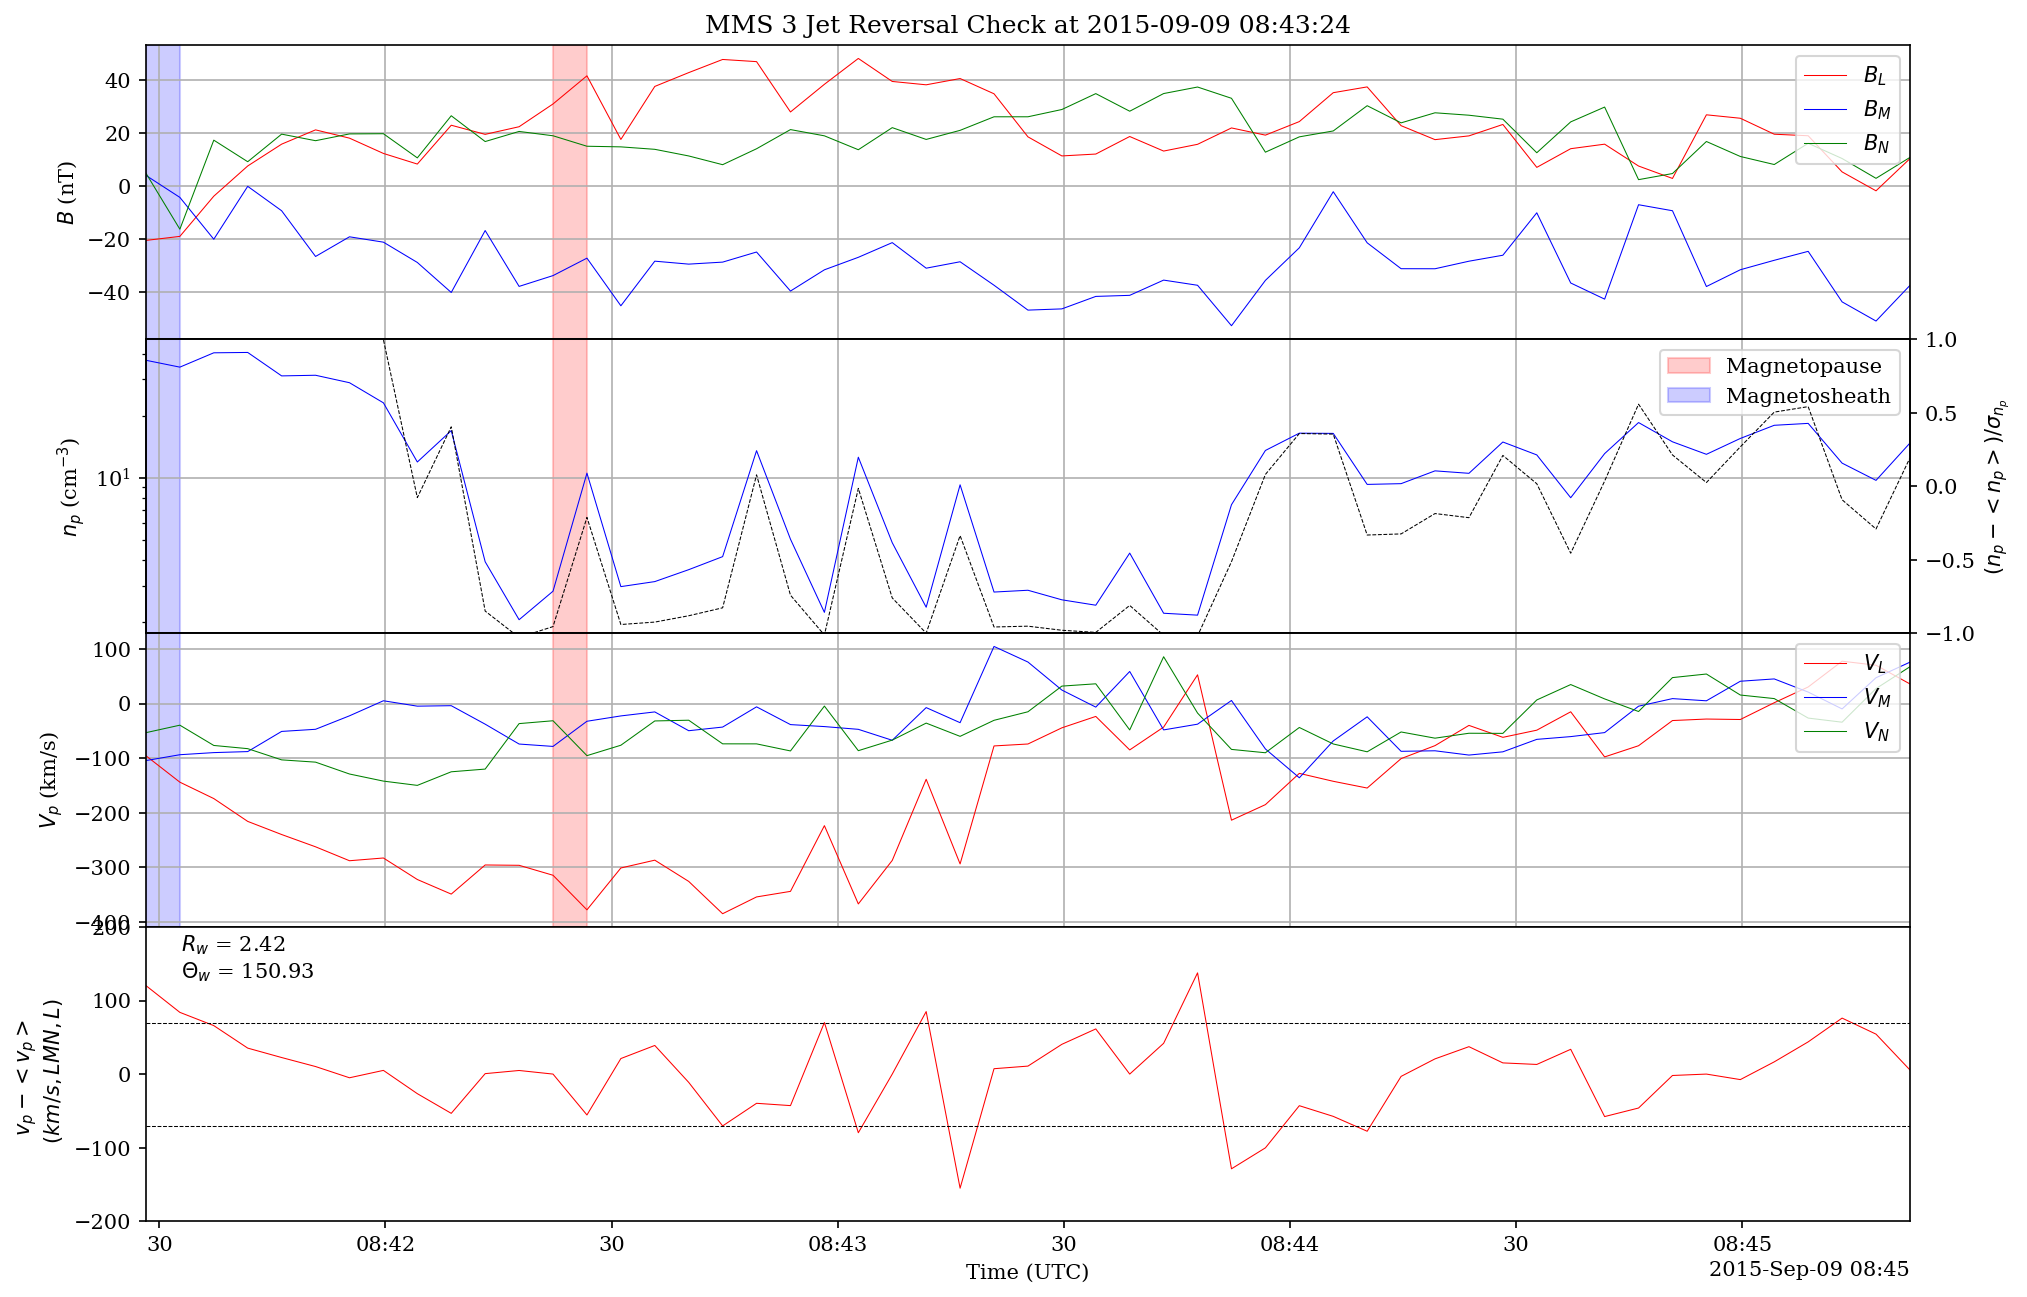 MMS 3 Jet Reversal Check at 2015-09-09 08:43:24
40
20
0
−20
−40
B (nT)
B_L
B_M
B_N
10^1
n_p (cm^−3)
Magnetopause
Magnetosheath
1.0
0.5
0.0
−0.5
−1.0
(n_p − < n_p >)/σ_{n_p}
100
0
−100
−200
−300
−400
V_p (km/s)
V_L
V_M
V_N
200
100
0
−100
−200
v_p − < v_p >
(km/s, LMN, L)
R_w = 2.42
Θ_w = 150.93
30 08:42 30 08:43 30 08:44 30 08:45
Time (UTC)
2015-Sep-09 08:45